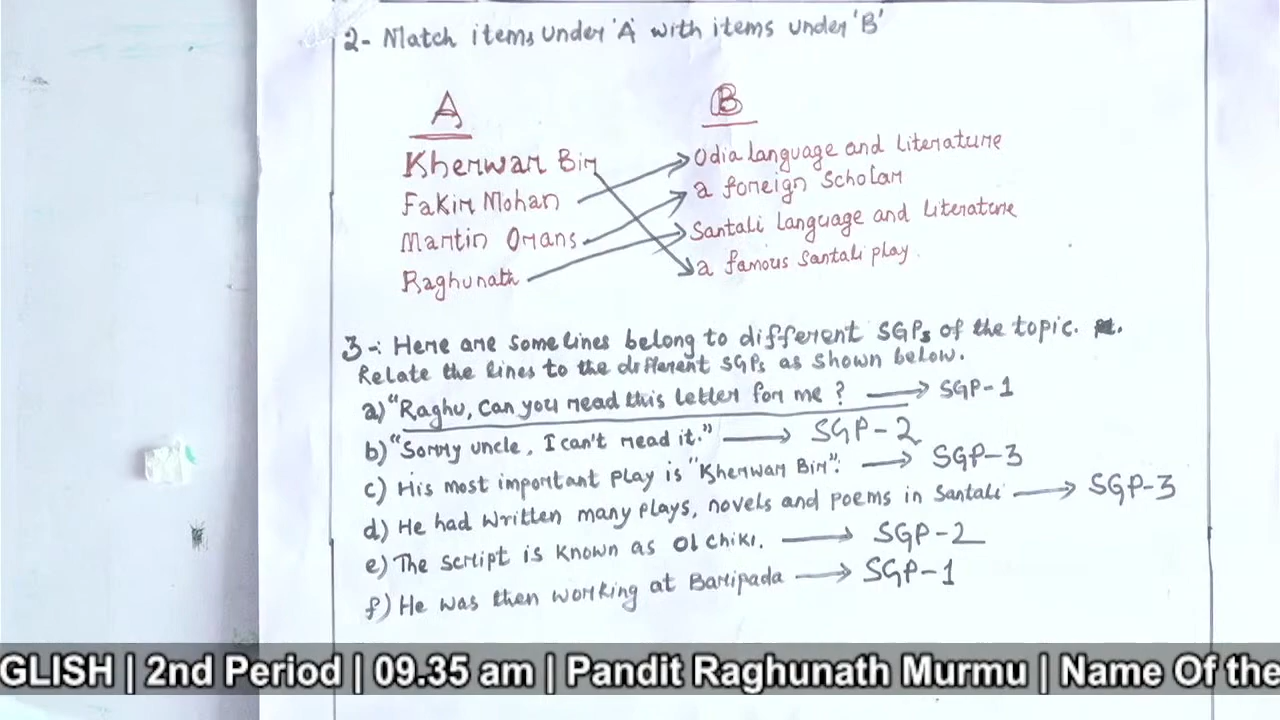 2- Match items under 'A' with items under 'B'
A B
Kherwar Bir Odia language and literature
Fakir Mohan a foreign scholar
Martin Orans Santali language and literature
Raghunath a famous santali play.
3-: Here are some lines belong to different SGPs of the topic.
Relate the lines to the different SGPs as shown below.
a) "Raghu, can you read this letter for me ? → SGP-1
b) "Sorry uncle, I can't read it." → SGP-2
c) His most important play is "Kherwar Bir". → SGP-3
d) He had written many plays, novels and poems in Santali → SGP-3
e) The script is known as Ol chiki. → SGP-2
f) He was then working at Baripada → SGP-1
GLISH | 2nd Period | 09.35 am | Pandit Raghunath Murmu | Name Of the